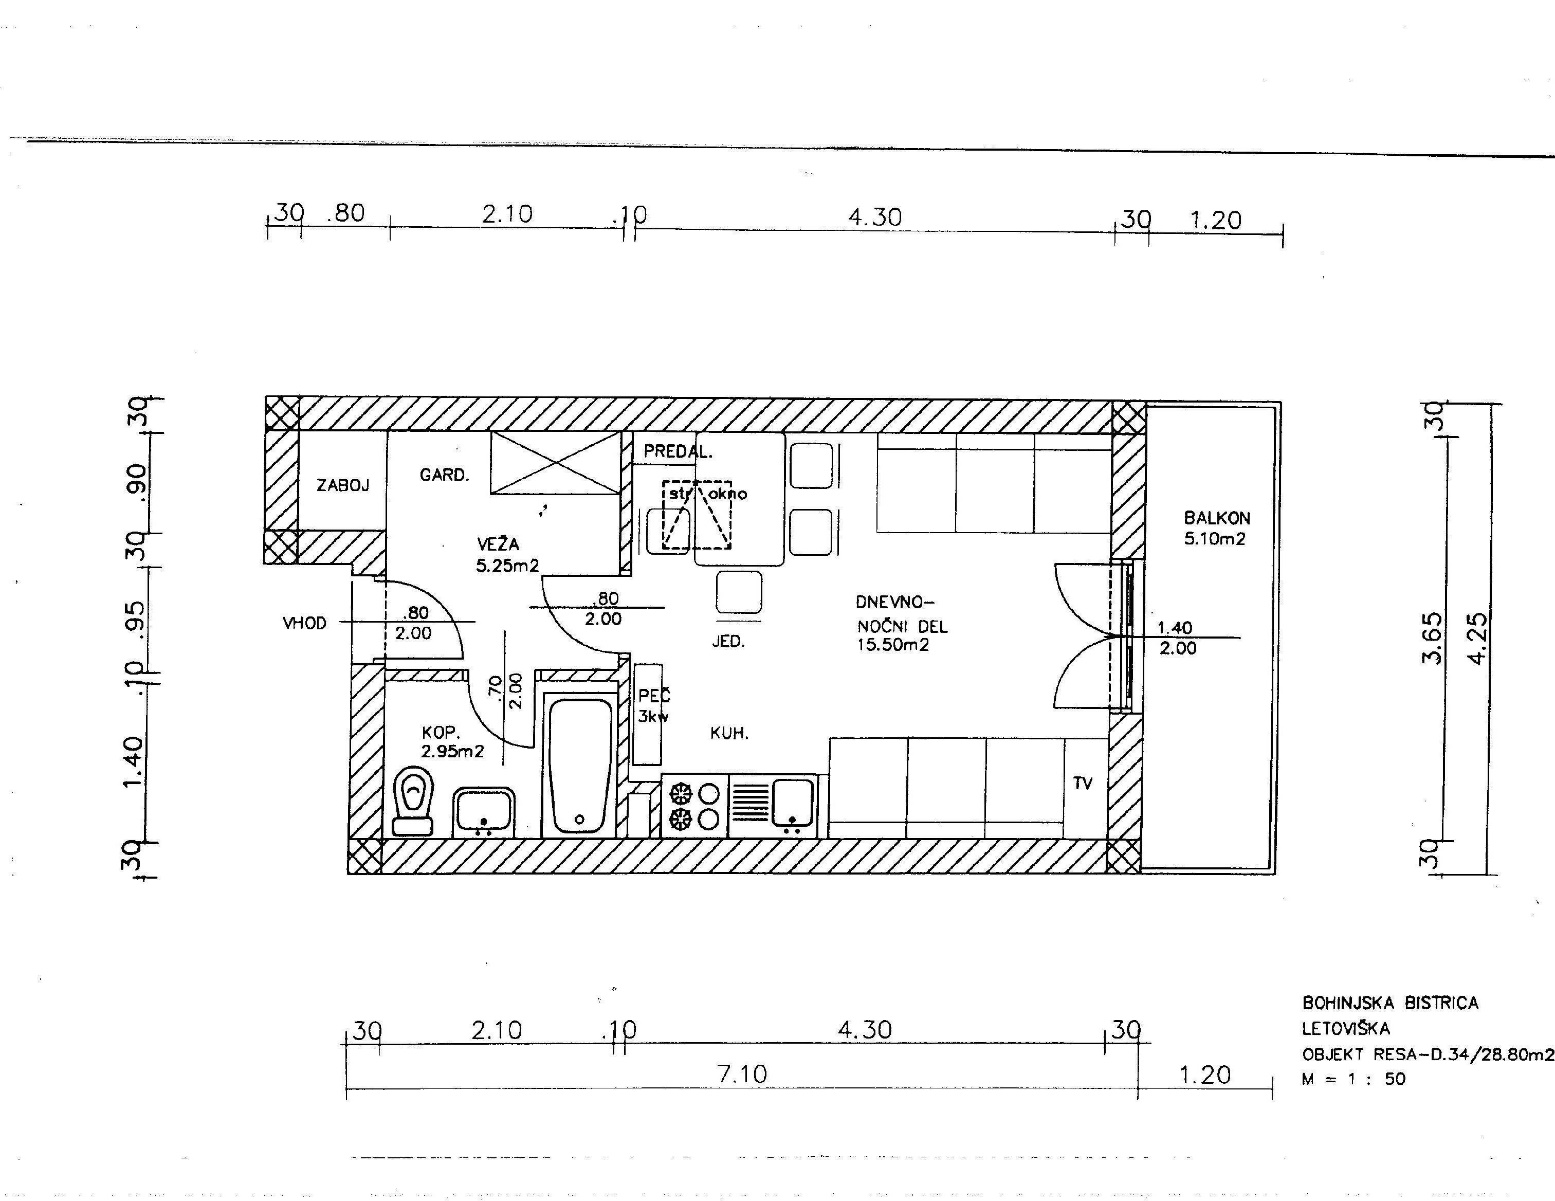 30 .80 2.10 .10 4.30 30 1.20
30
.90
30
.95
.10
1.40
30
ZABOJ
GARD.
PREDAL.
str. okno
VEŽA
5.25m2
VHOD
.80
2.00
.80
2.00
.70
2.00
JED.
DNEVNO-
NOČNI DEL
15.50m2
BALKON
5.10m2
1.40
2.00
PEČ
3kw
KOP.
2.95m2
KUH.
TV
30
3.65
30
4.25
30 2.10 .10 4.30 30
7.10 1.20
BOHINJSKA BISTRICA
LETOVIŠKA
OBJEKT RESA-D.34/28.80m2
M = 1 : 50